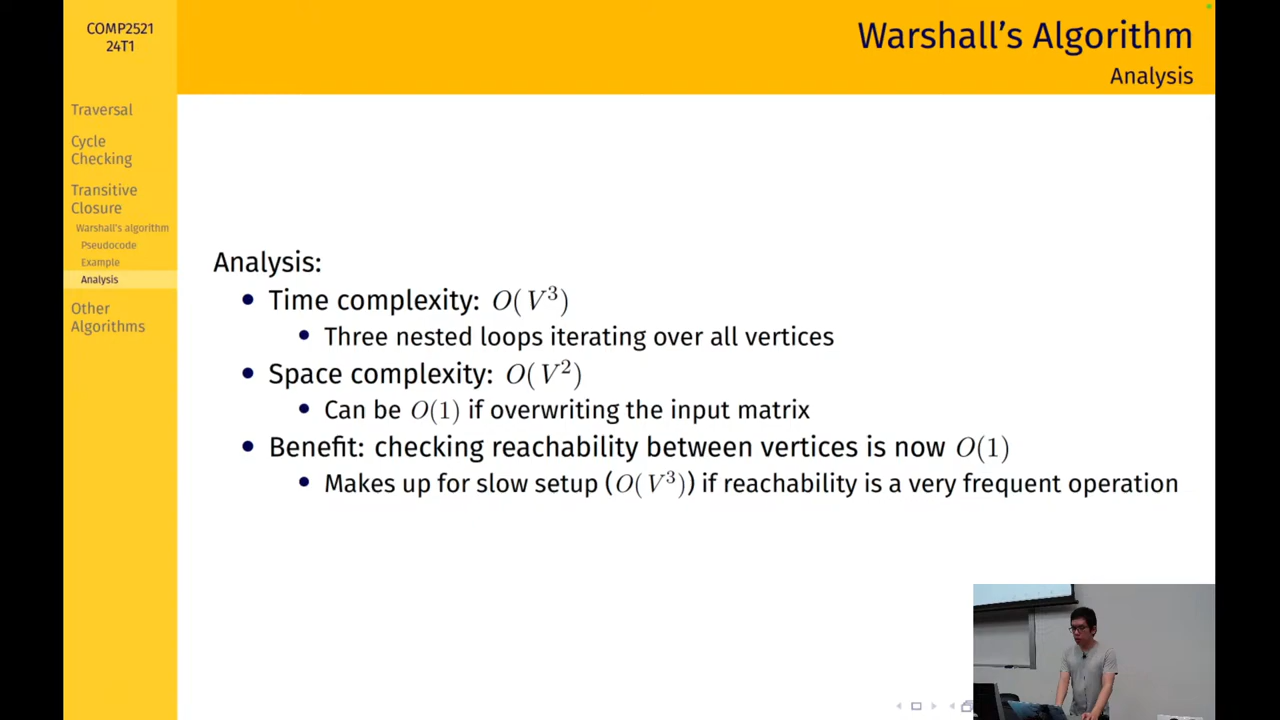 COMP2521
24T1
Warshall's Algorithm
Analysis
Traversal
Cycle
Checking
Transitive
Closure
Warshall's algorithm
Pseudocode
Example
Analysis
Other
Algorithms
Analysis:
• Time complexity: O(V³)
• Three nested loops iterating over all vertices
• Space complexity: O(V²)
• Can be O(1) if overwriting the input matrix
• Benefit: checking reachability between vertices is now O(1)
• Makes up for slow setup (O(V³)) if reachability is a very frequent operation